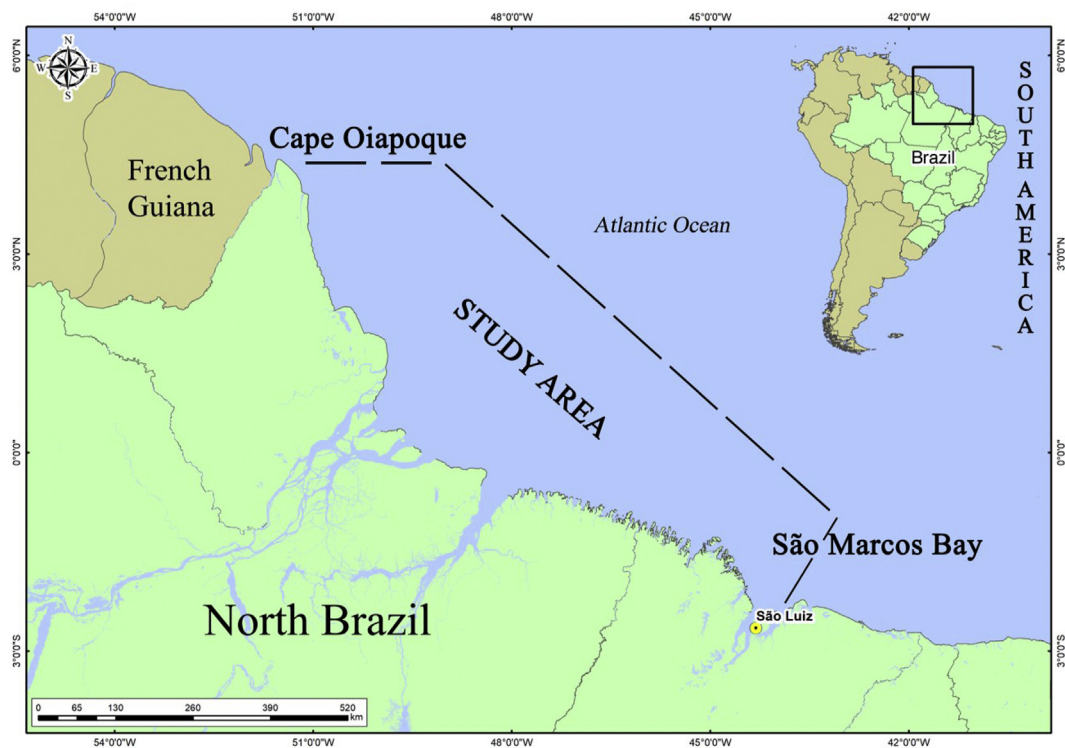 54°0'0"W 51°0'0"W 48°0'0"W 45°0'0"W 42°0'0"W
6°0'0"N
6°0'0"N
N
W
E
S
SOUTH AMERICA
Cape Oiapoque
Brazil
French
Guiana
Atlantic Ocean
3°0'0"N
3°0'0"N
STUDY AREA
0°0'0"
0°0'0"
São Marcos Bay
North Brazil
São Luiz
3°0'0"S
3°0'0"S
0 65 130 260 390 520
km
54°0'0"W 51°0'0"W 48°0'0"W 45°0'0"W 42°0'0"W